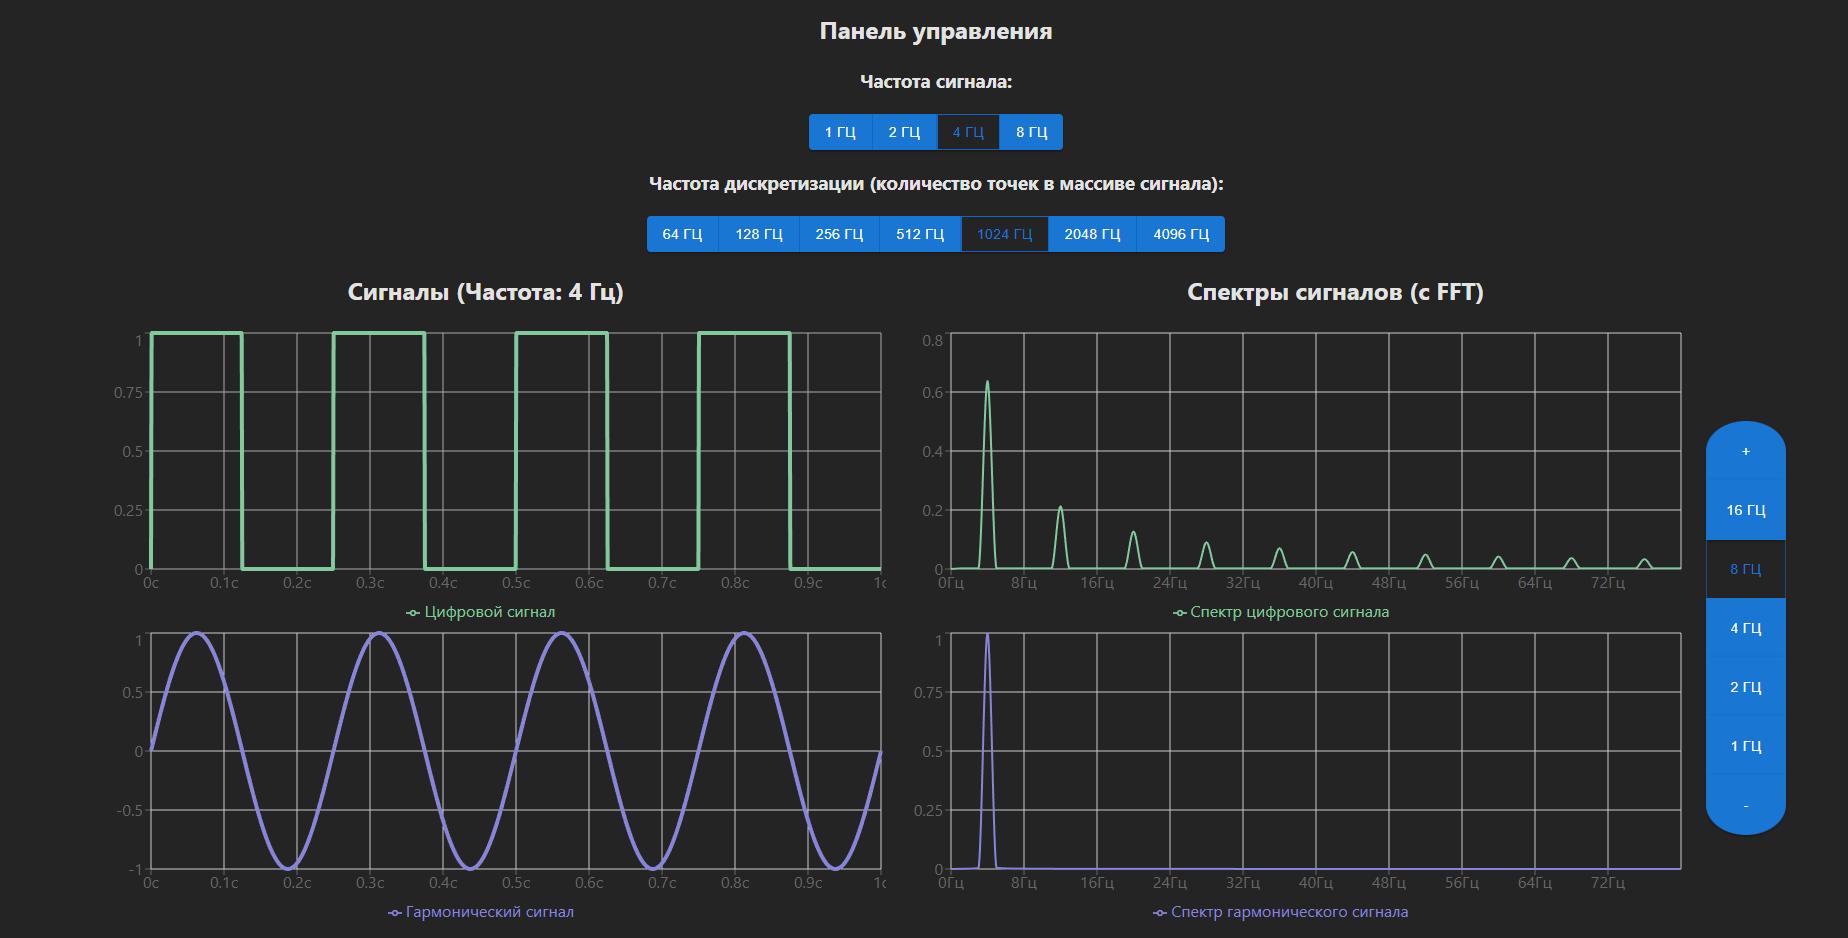 Панель управления
Частота сигнала:
1 ГЦ 2 ГЦ 4 ГЦ 8 ГЦ
Частота дискретизации (количество точек в массиве сигнала):
64 ГЦ 128 ГЦ 256 ГЦ 512 ГЦ 1024 ГЦ 2048 ГЦ 4096 ГЦ
Сигналы (Частота: 4 Гц)
1
0.75
0.5
0.25
0
0с 0.1с 0.2с 0.3с 0.4с 0.5с 0.6с 0.7с 0.8с 0.9с 1с
Цифровой сигнал
1
0.5
0
-0.5
-1
0с 0.1с 0.2с 0.3с 0.4с 0.5с 0.6с 0.7с 0.8с 0.9с 1с
Гармонический сигнал
Спектры сигналов (с FFT)
0.8
0.6
0.4
0.2
0
0Гц 8Гц 16Гц 24Гц 32Гц 40Гц 48Гц 56Гц 64Гц 72Гц
Спектр цифрового сигнала
1
0.75
0.5
0.25
0
0Гц 8Гц 16Гц 24Гц 32Гц 40Гц 48Гц 56Гц 64Гц 72Гц
Спектр гармонического сигнала
+
16 ГЦ
8 ГЦ
4 ГЦ
2 ГЦ
1 ГЦ
-